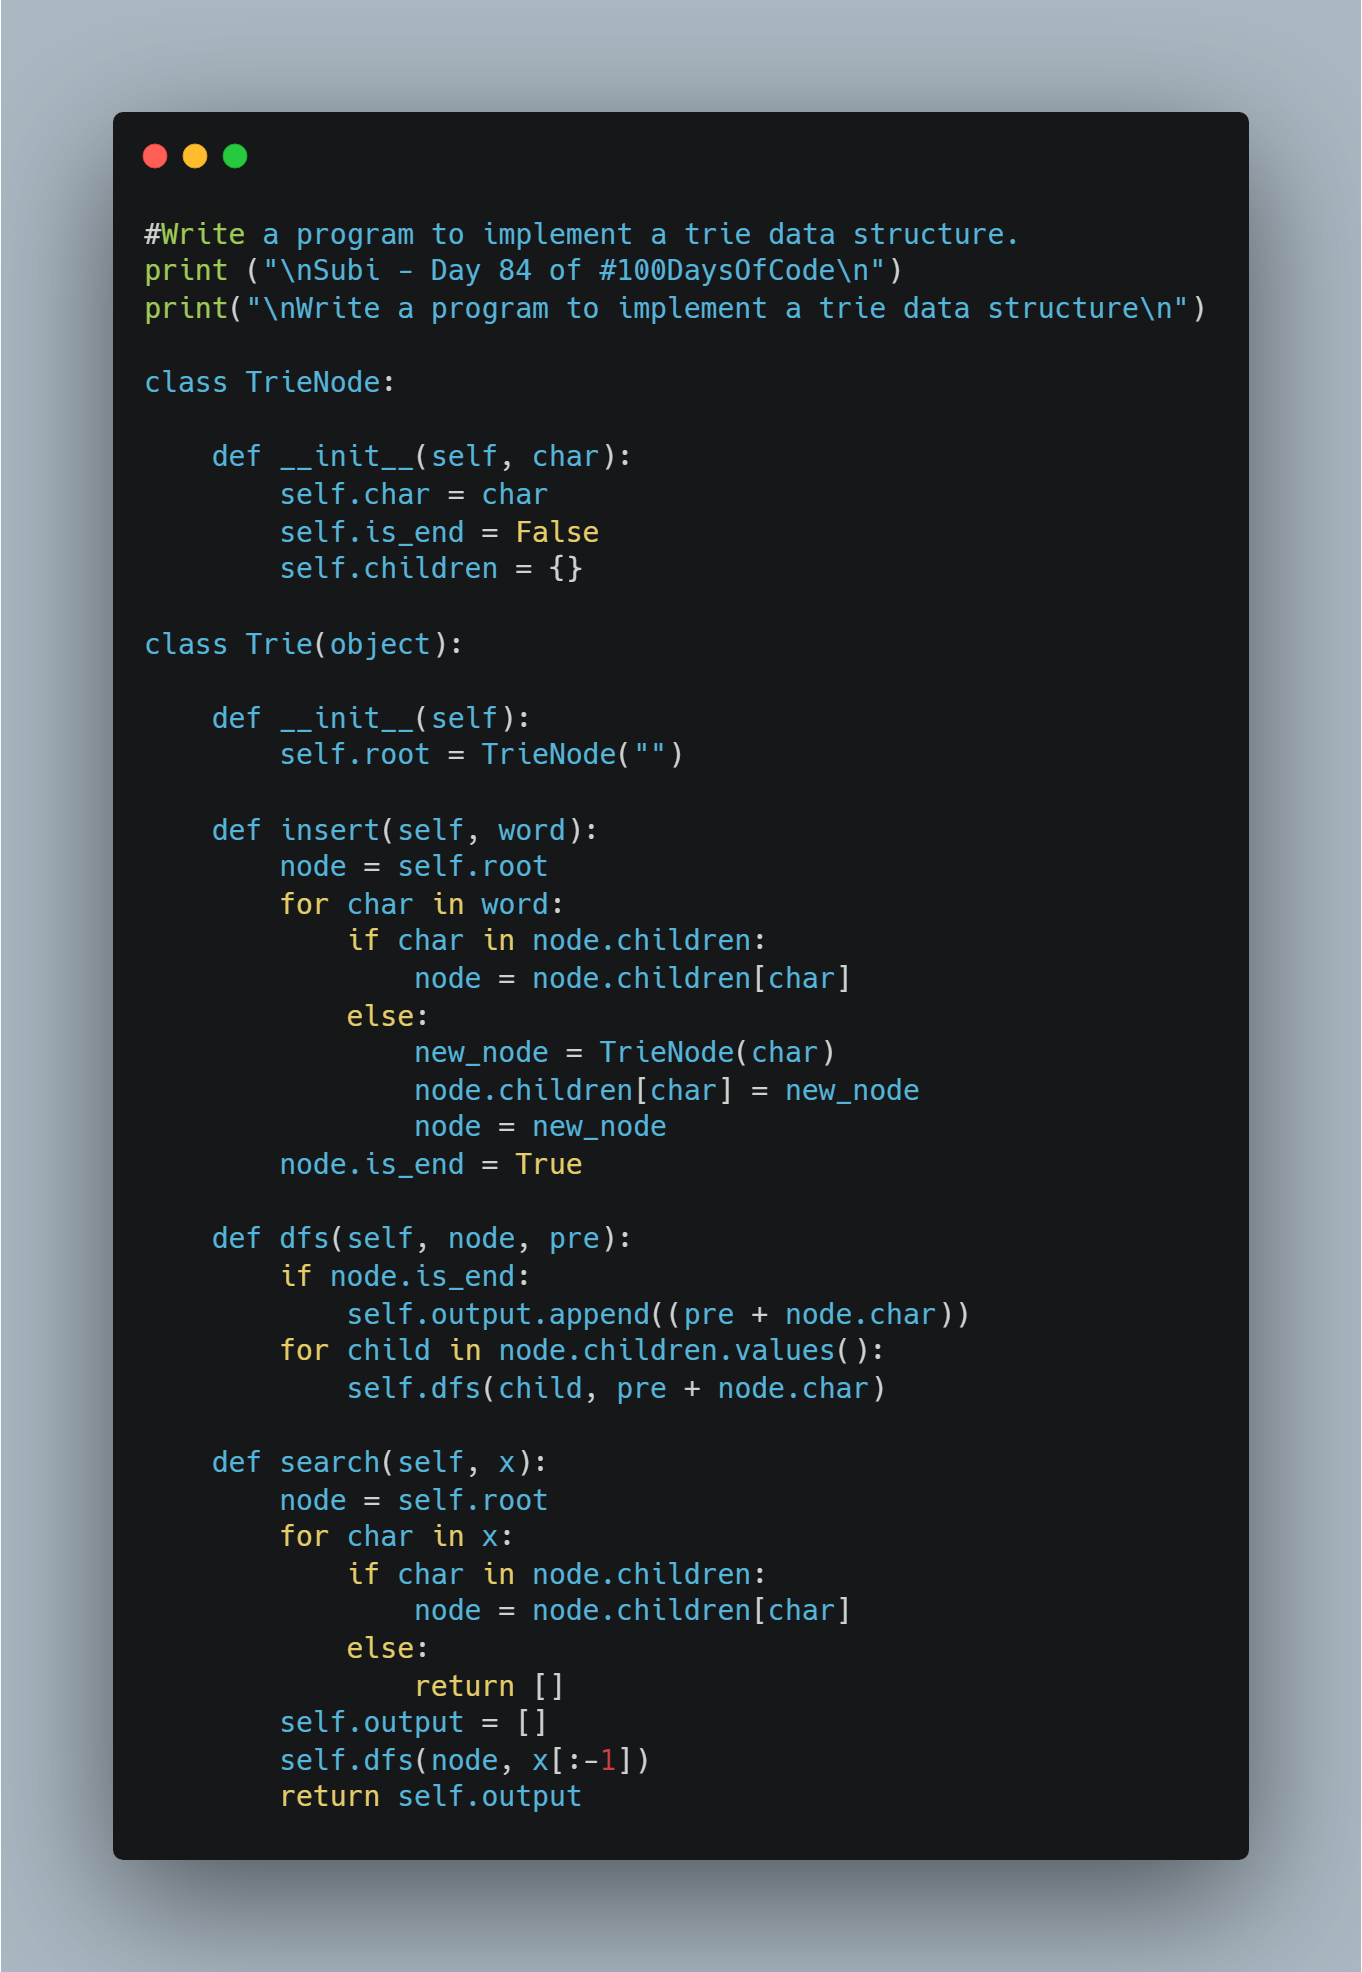 #Write a program to implement a trie data structure.
print ("\nSubi - Day 84 of #100DaysOfCode\n")
print("\nWrite a program to implement a trie data structure\n")

class TrieNode:

    def __init__(self, char):
        self.char = char
        self.is_end = False
        self.children = {}

class Trie(object):

    def __init__(self):
        self.root = TrieNode("")

    def insert(self, word):
        node = self.root
        for char in word:
            if char in node.children:
                node = node.children[char]
            else:
                new_node = TrieNode(char)
                node.children[char] = new_node
                node = new_node
        node.is_end = True

    def dfs(self, node, pre):
        if node.is_end:
            self.output.append((pre + node.char))
        for child in node.children.values():
            self.dfs(child, pre + node.char)

    def search(self, x):
        node = self.root
        for char in x:
            if char in node.children:
                node = node.children[char]
            else:
                return []
        self.output = []
        self.dfs(node, x[:-1])
        return self.output